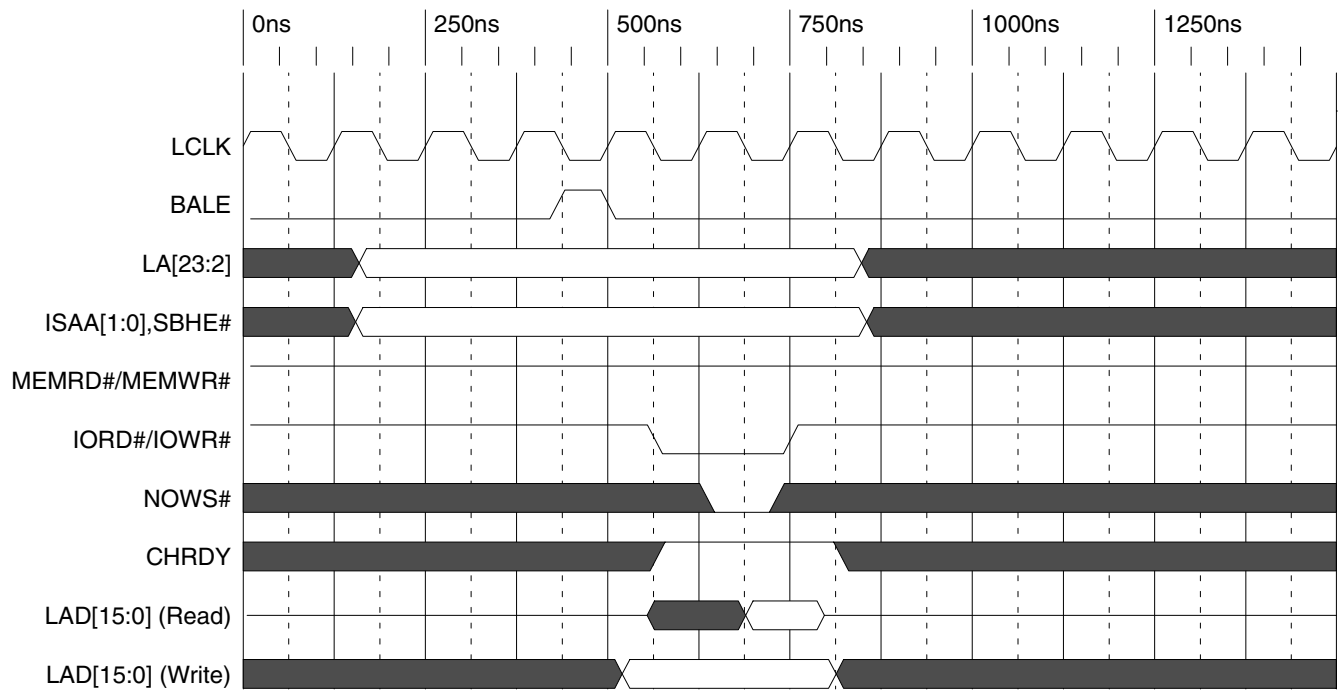 0ns 250ns 500ns 750ns 1000ns 1250ns
LCLK
BALE
LA[23:2]
ISAA[1:0],SBHE#
MEMRD#/MEMWR#
IORD#/IOWR#
NOWS#
CHRDY
LAD[15:0] (Read)
LAD[15:0] (Write)